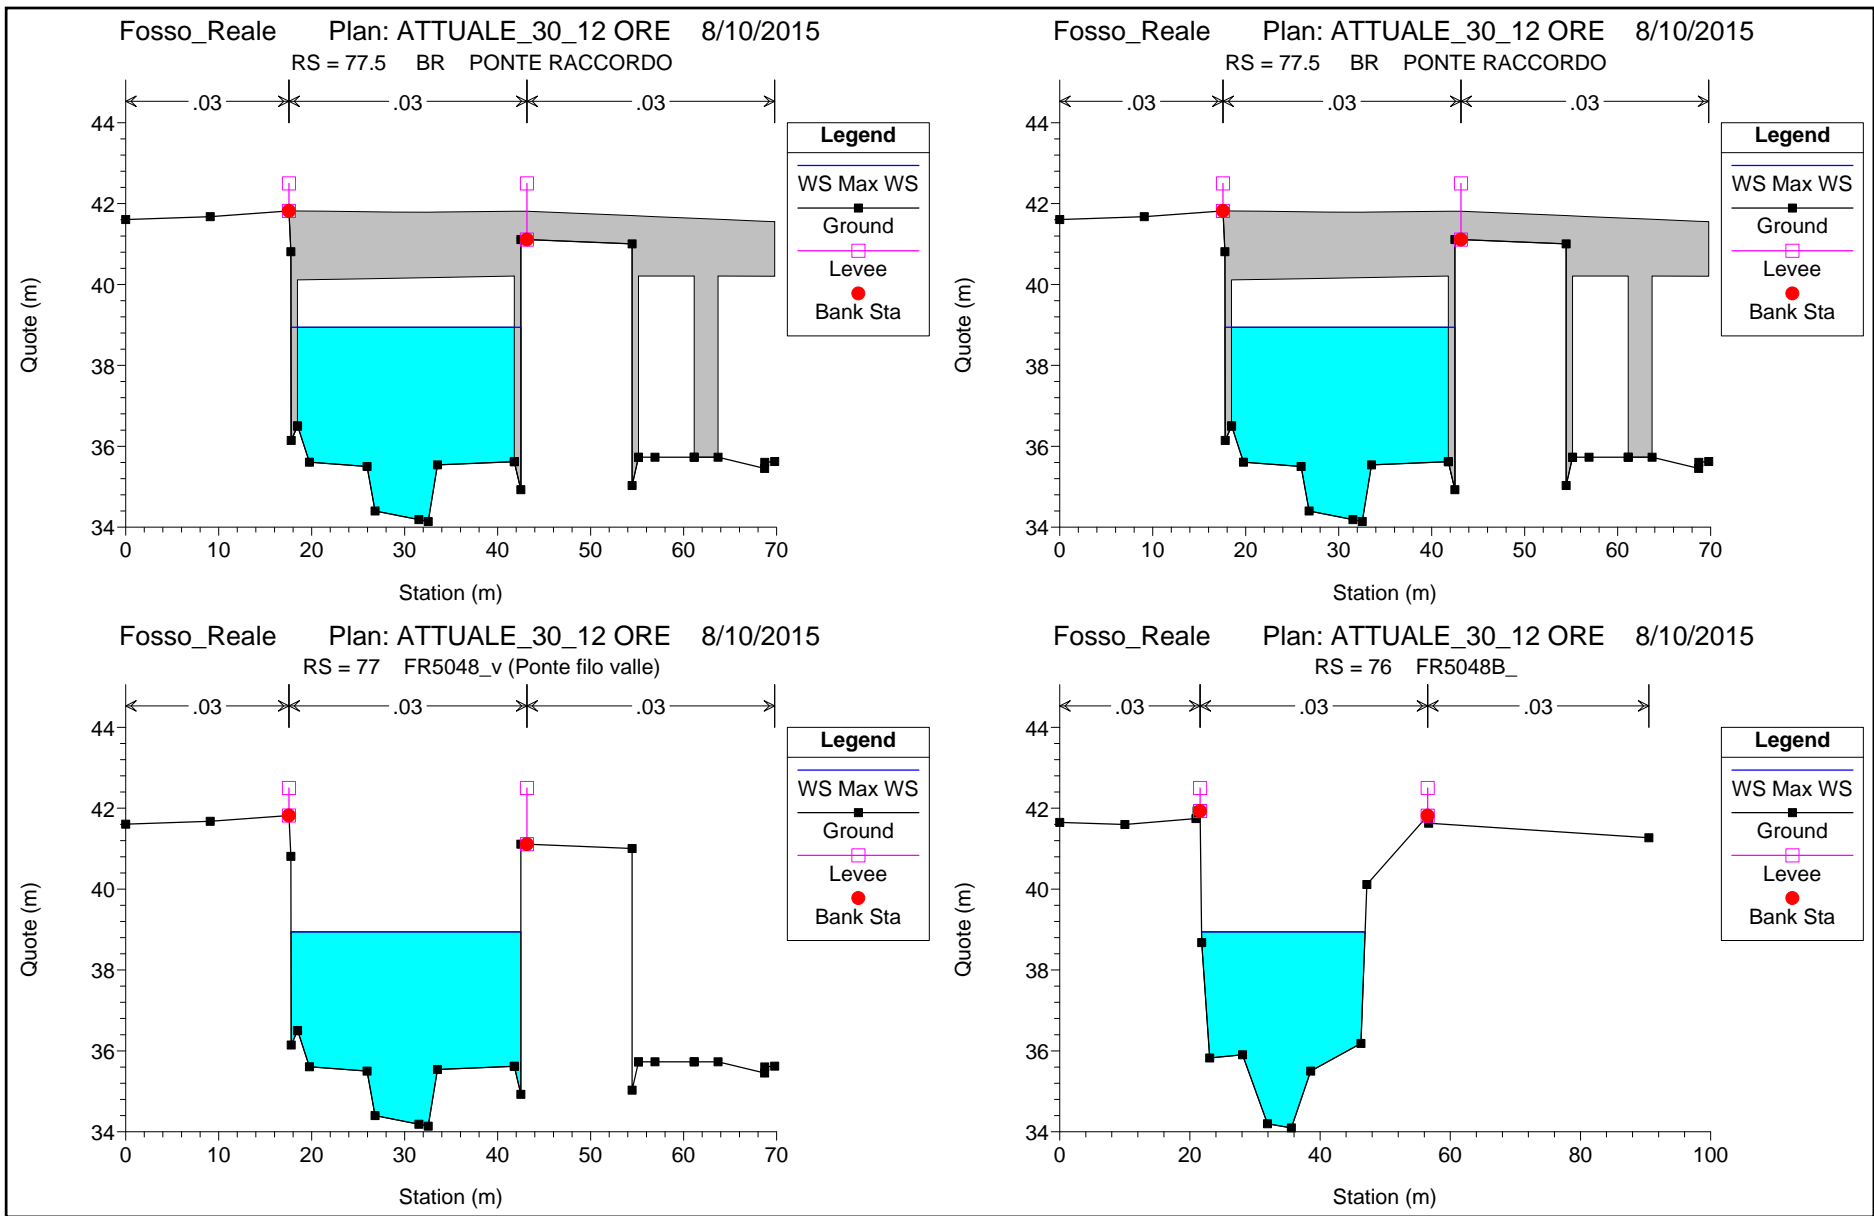 Fosso_Reale Plan: ATTUALE_30_12 ORE 8/10/2015
RS = 77.5 BR PONTE RACCORDO
.03 .03 .03
44
42
40
38
36
34
0 10 20 30 40 50 60 70
Station (m)
Quote (m)
Legend
WS Max WS
Ground
Levee
Bank Sta
Fosso_Reale Plan: ATTUALE_30_12 ORE 8/10/2015
RS = 77.5 BR PONTE RACCORDO
.03 .03 .03
44
42
40
38
36
34
0 10 20 30 40 50 60 70
Station (m)
Quote (m)
Legend
WS Max WS
Ground
Levee
Bank Sta
Fosso_Reale Plan: ATTUALE_30_12 ORE 8/10/2015
RS = 77 FR5048_v (Ponte filo valle)
.03 .03 .03
44
42
40
38
36
34
0 10 20 30 40 50 60 70
Station (m)
Quote (m)
Legend
WS Max WS
Ground
Levee
Bank Sta
Fosso_Reale Plan: ATTUALE_30_12 ORE 8/10/2015
RS = 76 FR5048B_
.03 .03 .03
44
42
40
38
36
34
0 20 40 60 80 100
Station (m)
Quote (m)
Legend
WS Max WS
Ground
Levee
Bank Sta